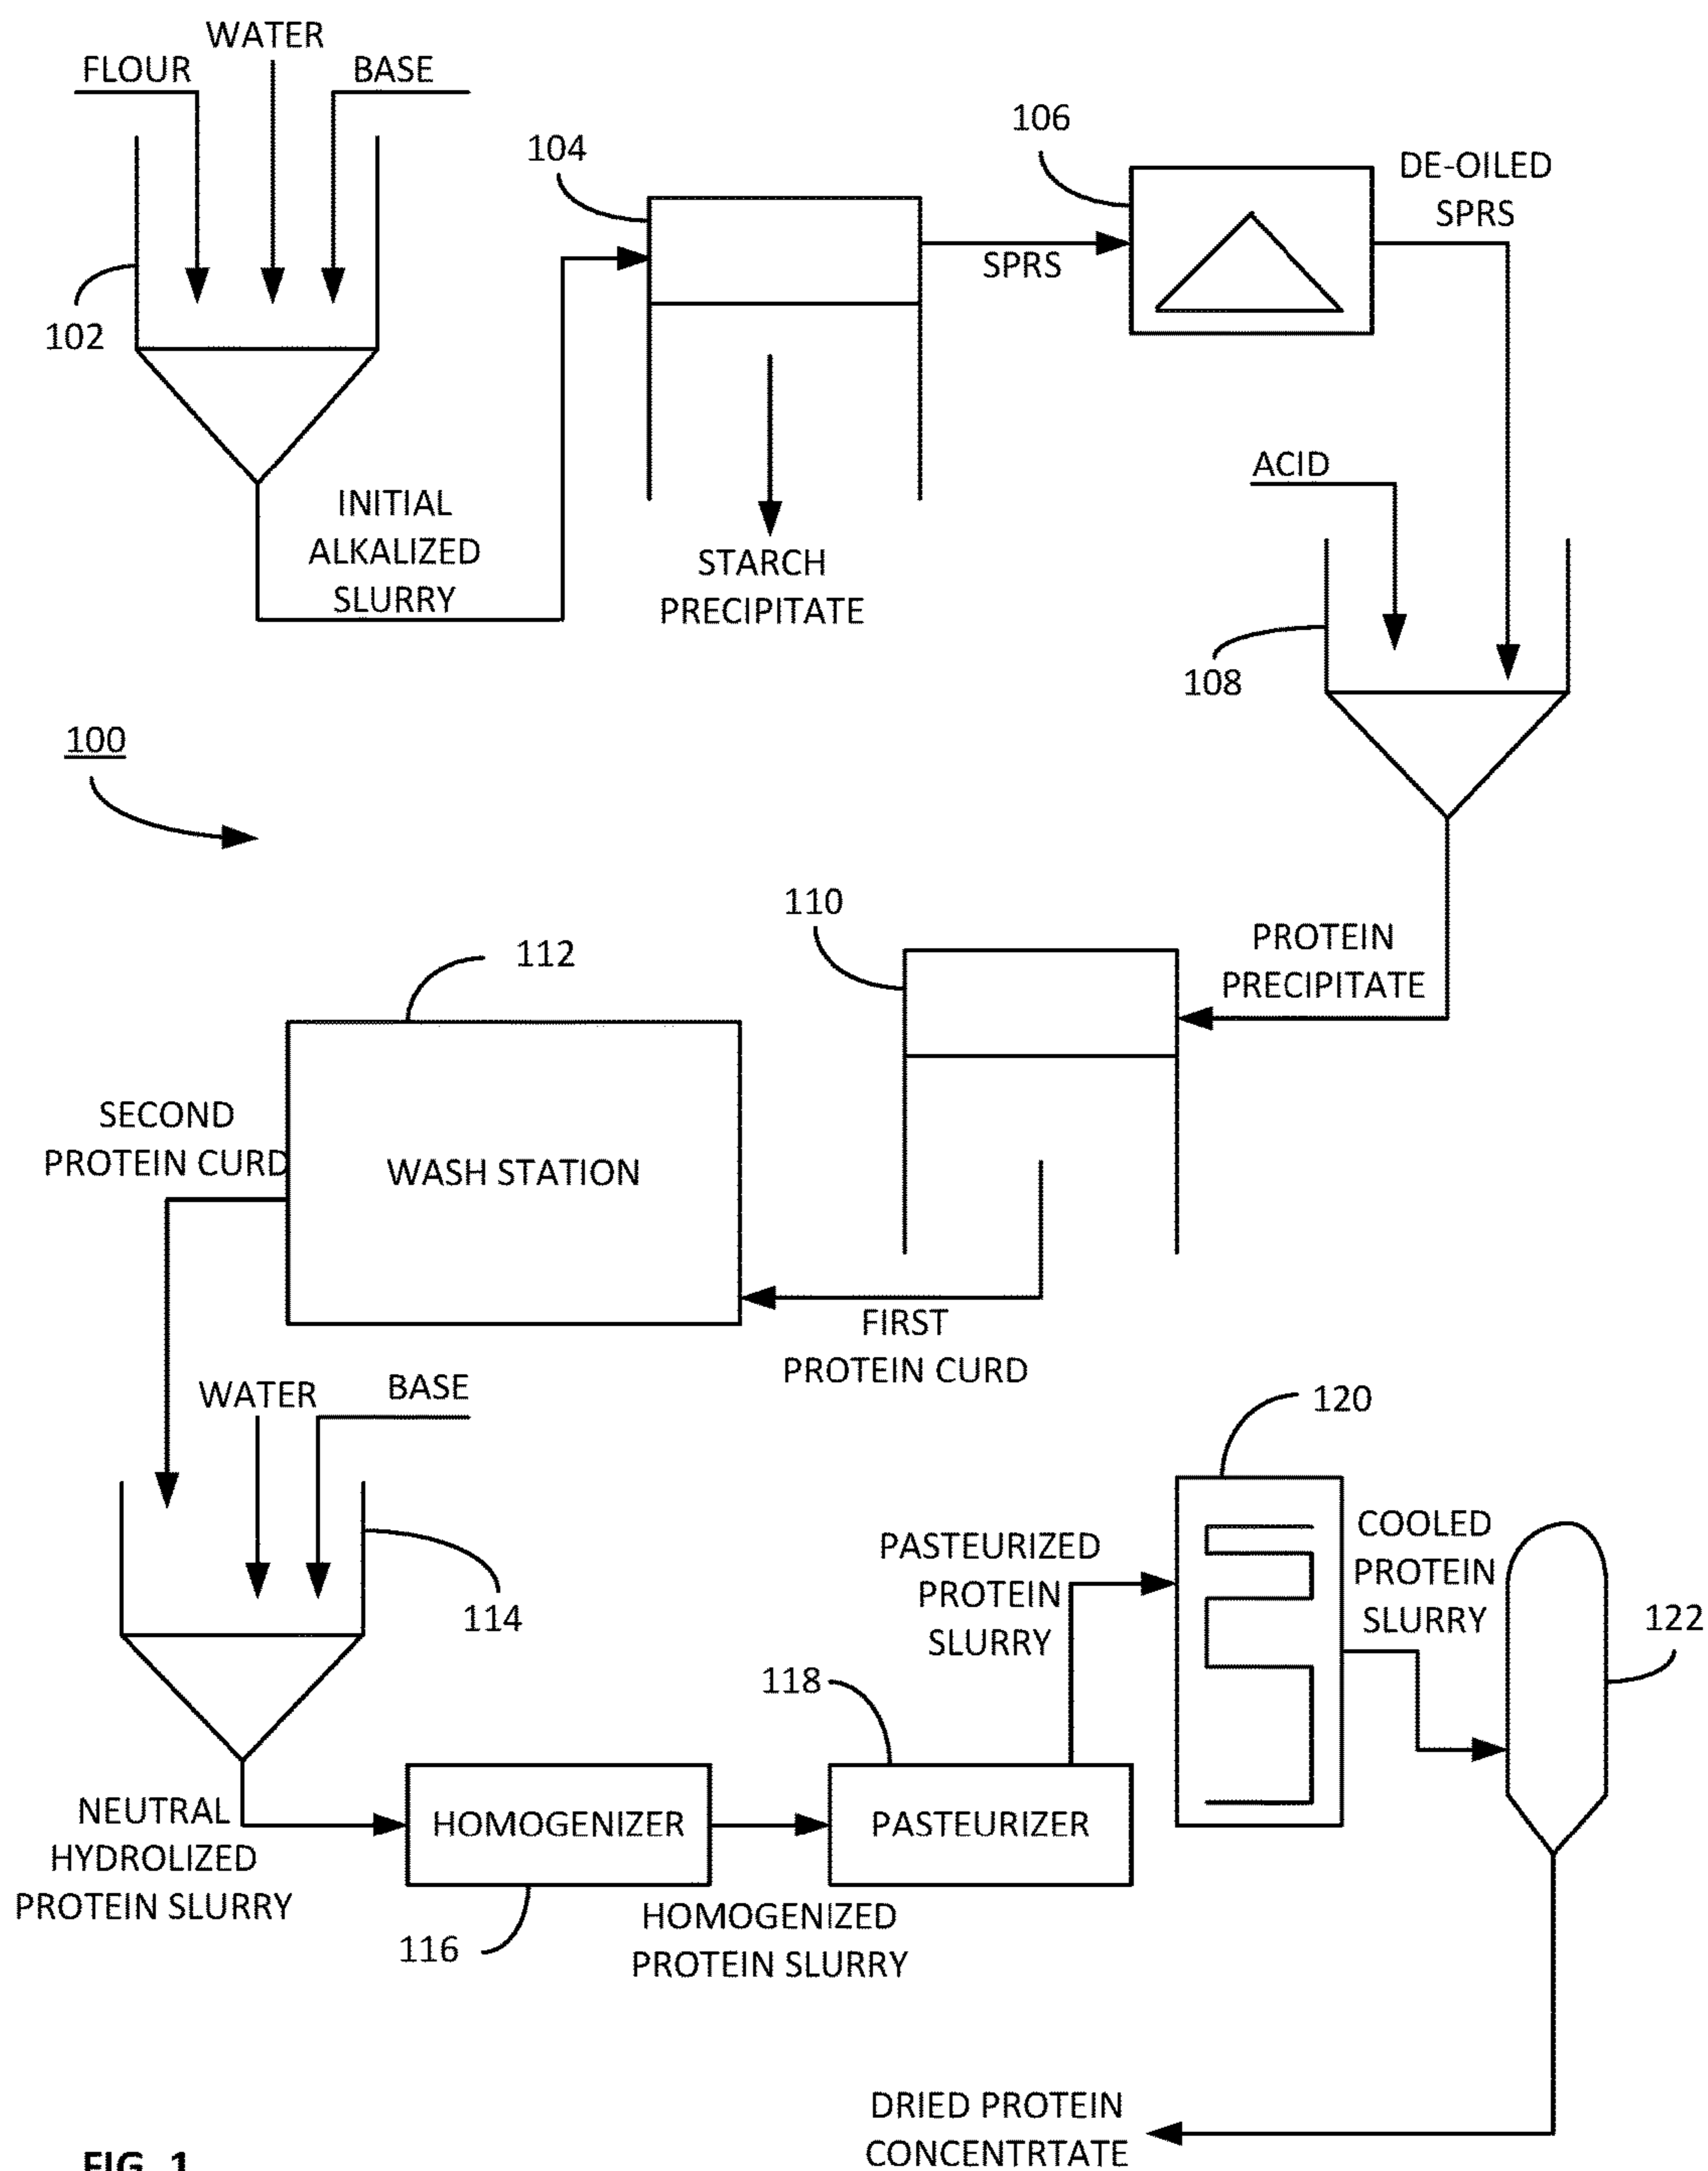 WATER
FLOUR
BASE
102
INITIAL
ALKALIZED
SLURRY
104
STARCH
PRECIPITATE
SPRS
106
DE-OILED
SPRS
ACID
108
100
PROTEIN
PRECIPITATE
110
FIRST
PROTEIN CURD
112
WASH STATION
SECOND
PROTEIN CURD
WATER
BASE
114
NEUTRAL
HYDROLIZED
PROTEIN SLURRY
HOMOGENIZER
116
HOMOGENIZED
PROTEIN SLURRY
118
PASTEURIZER
PASTEURIZED
PROTEIN
SLURRY
120
COOLED
PROTEIN
SLURRY
122
DRIED PROTEIN
CONCENTRTATE
FIG. 1